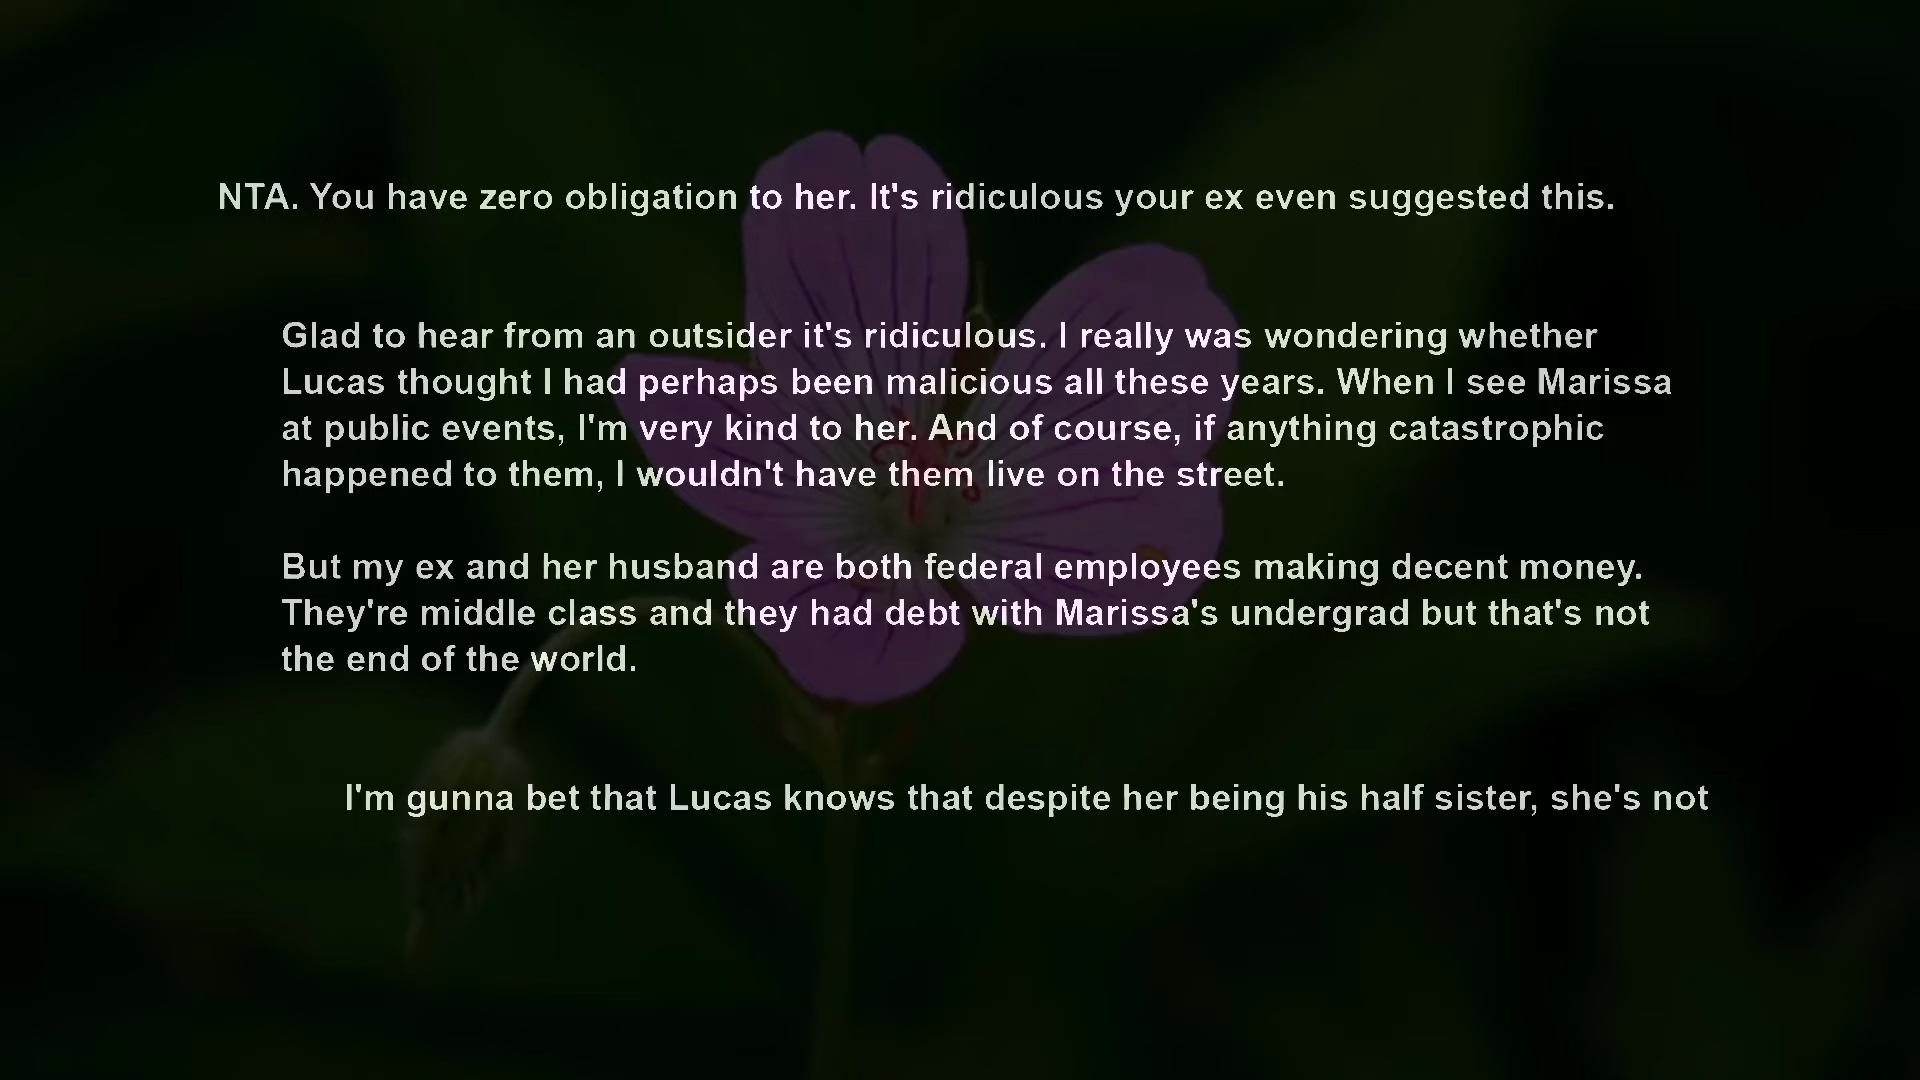 NTA. You have zero obligation to her. It's ridiculous your ex even suggested this.
Glad to hear from an outsider it's ridiculous. I really was wondering whether
Lucas thought I had perhaps been malicious all these years. When I see Marissa
at public events, I'm very kind to her. And of course, if anything catastrophic
happened to them, I wouldn't have them live on the street.
But my ex and her husband are both federal employees making decent money.
They're middle class and they had debt with Marissa's undergrad but that's not
the end of the world.
I'm gunna bet that Lucas knows that despite her being his half sister, she's not